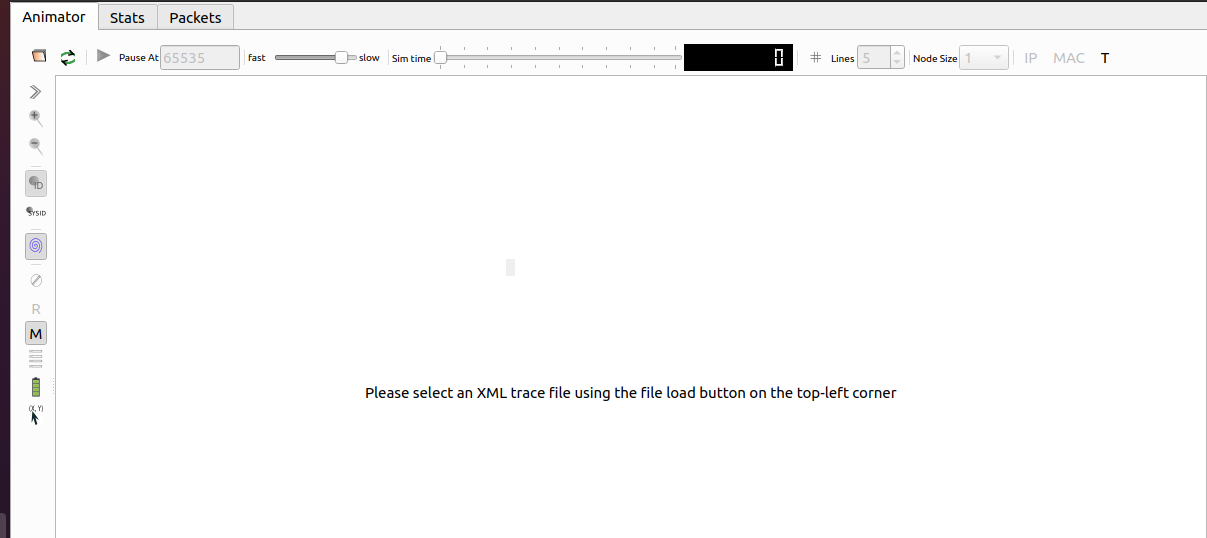 Animator Stats Packets
Pause At 65535 fast slow Sim time 0 Lines 5 Node Size 1 IP MAC T
ID
SYSID
R
M
Please select an XML trace file using the file load button on the top-left corner
(X, Y)